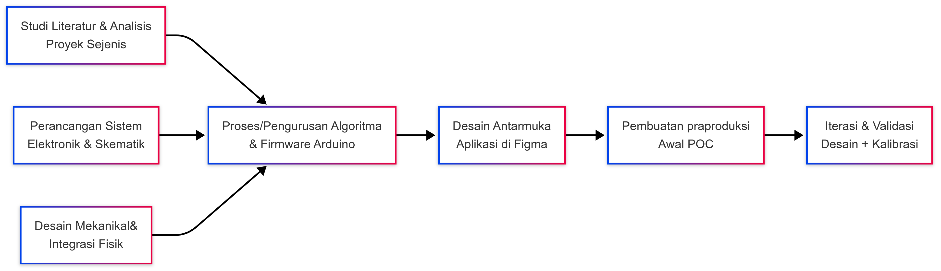 Studi Literatur & Analisis
Proyek Sejenis
Perancangan Sistem
Elektronik & Skematik
Desain Mekanikal&
Integrasi Fisik
Proses/Pengurusan Algoritma
& Firmware Arduino
Desain Antarmuka
Aplikasi di Figma
Pembuatan praproduksi
Awal POC
Iterasi & Validasi
Desain + Kalibrasi